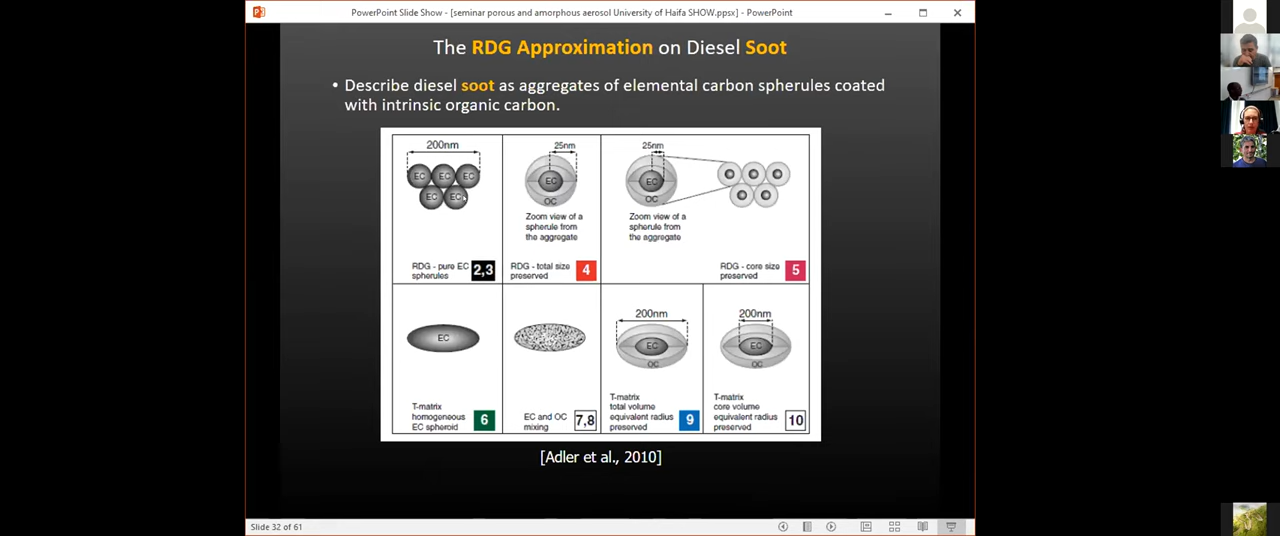 PowerPoint Slide Show - [seminar porous and amorphous aerosol University of Haifa SHOW.ppsx] - PowerPoint
The RDG Approximation on Diesel Soot
• Describe diesel soot as aggregates of elemental carbon spherules coated
with intrinsic organic carbon.
200nm
EC EC EC
EC EC
RDG - pure EC
spherules
2,3
25nm
EC
OC
Zoom view of a
spherule from
the aggregate
RDG - total size
preserved
4
25nm
EC
OC
Zoom view of a
spherule from
the aggregate
RDG - core size
preserved
5
EC
T-matrix
homogeneous
EC spheroid
6
EC and OC
mixing
7,8
200nm
EC
OC
T-matrix
total volume
equivalent radius
preserved
9
200nm
EC
OC
T-matrix
core volume
equivalent radius
preserved
10
[Adler et al., 2010]
Slide 32 of 61